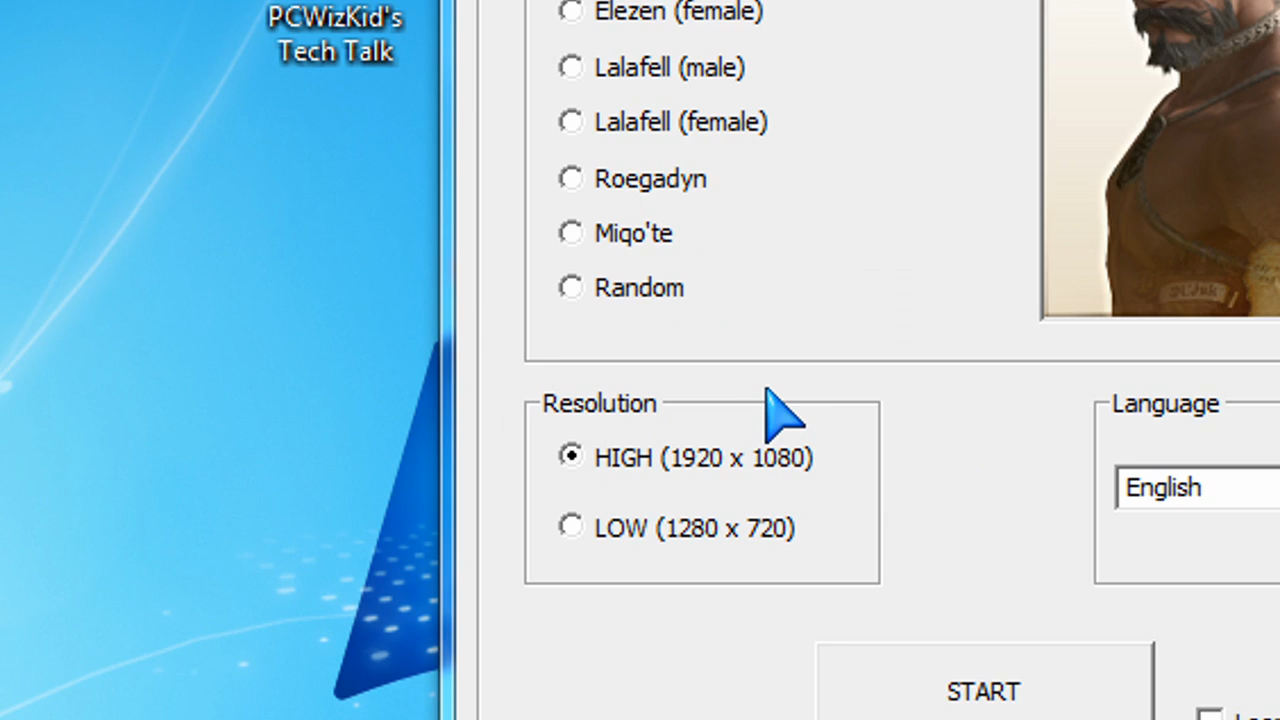 PCWizKid's
Tech Talk
Elezen (female)
Lalafell (male)
Lalafell (female)
Roegadyn
Miqo'te
Random
Resolution
HIGH (1920 x 1080)
LOW (1280 x 720)
Language
English
START